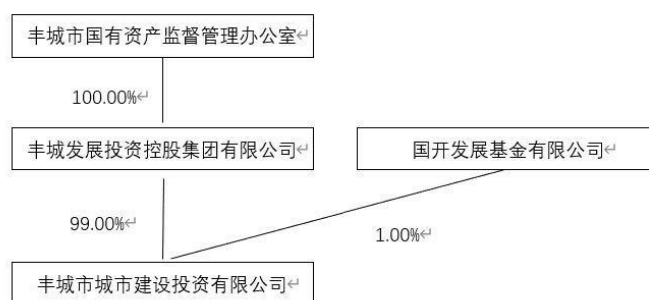 丰城市国有资产监督管理办公室
100.00%
丰城发展投资控股集团有限公司
国开发展基金有限公司
99.00%
1.00%
丰城市城市建设投资有限公司